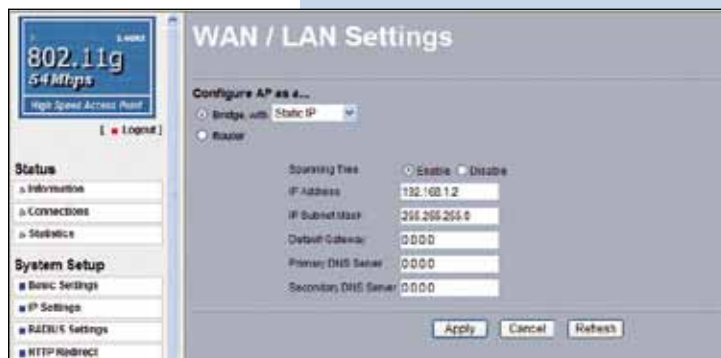 802.11g
54 Mbps
High Speed Access Point
[ Logout ]
Status
Information
Connections
Statistics
System Setup
Basic Settings
IP Settings
RADIUS Settings
HTTP Redirect
WAN / LAN Settings
Configure AP as a...
Bridge, with Static IP
Router
Spanning Tree Enable Disable
IP Address 192.168.1.2
IP Subnet Mask 255.255.255.0
Default Gateway 0.0.0.0
Primary DNS Server 0.0.0.0
Secondary DNS Server 0.0.0.0
Apply Cancel Refresh